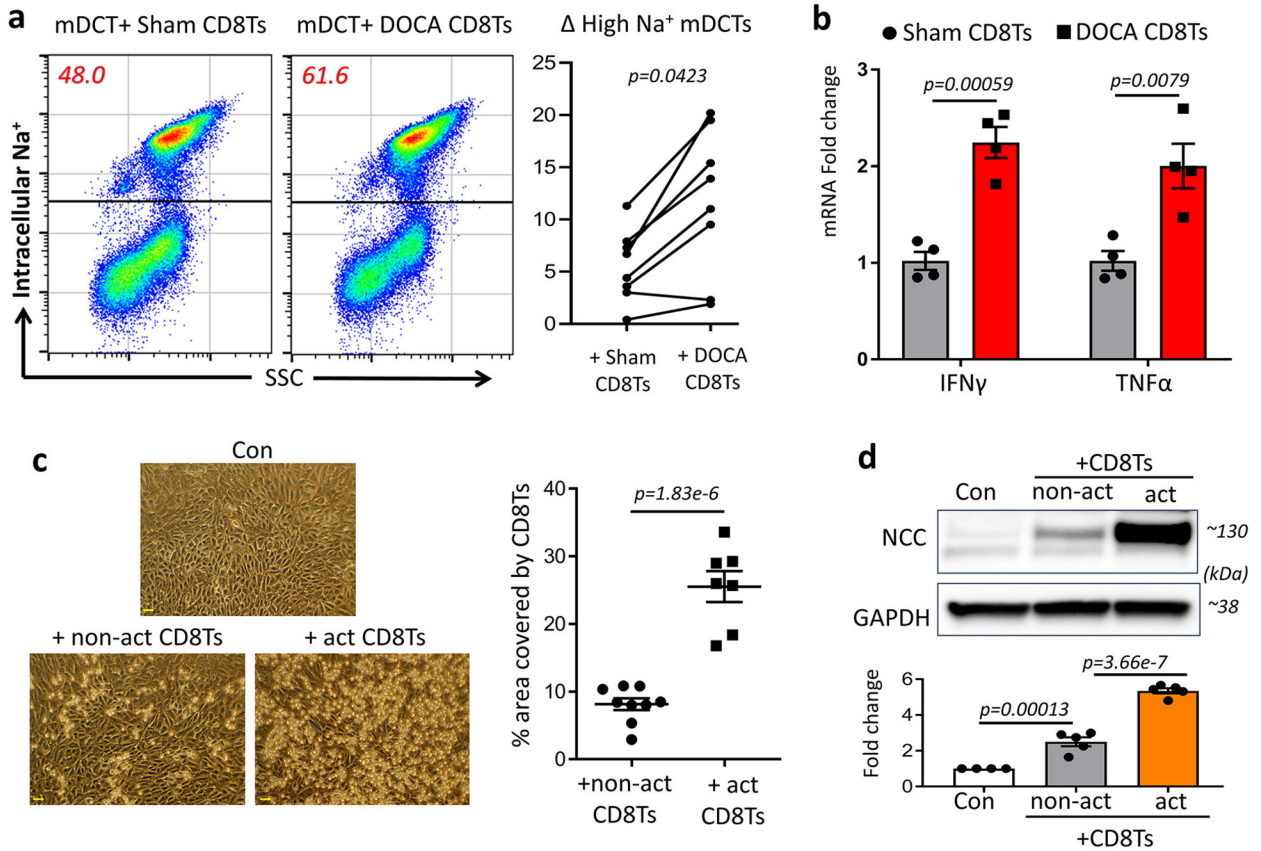 a
mDCT+ Sham CD8Ts
mDCT+ DOCA CD8Ts
Δ High Na⁺ mDCTs
48.0
61.6
Intracellular Na⁺
SSC
25
20
15
10
5
0
p=0.0423
+ Sham
CD8Ts
+ DOCA
CD8Ts
b
Sham CD8Ts
DOCA CD8Ts
mRNA Fold change
3
2
1
0
p=0.00059
p=0.0079
IFNγ
TNFα
c
Con
+ non-act CD8Ts
+ act CD8Ts
% area covered by CD8Ts
40
30
20
10
0
p=1.83e-6
+non-act
CD8Ts
+ act
CD8Ts
d
+CD8Ts
Con
non-act
act
NCC
~130
(kDa)
GAPDH
~38
Fold change
6
4
2
0
p=0.00013
p=3.66e-7
Con
non-act
act
+CD8Ts